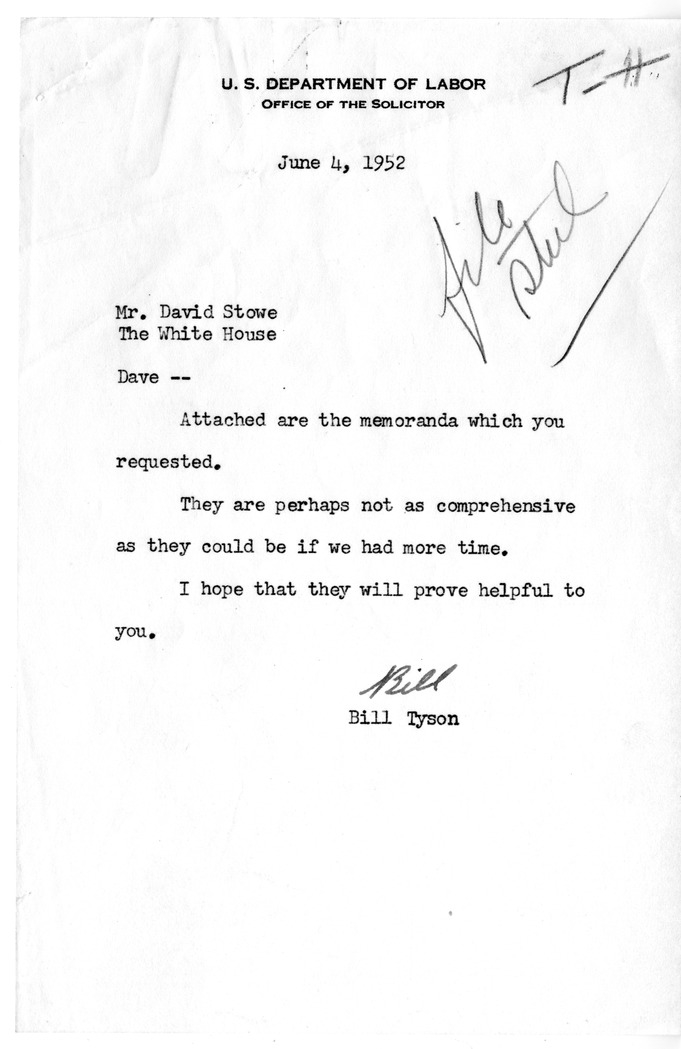 U. S. DEPARTMENT OF LABOR
OFFICE OF THE SOLICITOR
T-H
June 4, 1952
file
steel
Mr. David Stowe
The White House
Dave --
Attached are the memoranda which you
requested.
They are perhaps not as comprehensive
as they could be if we had more time.
I hope that they will prove helpful to
you.
Bill
Bill Tyson